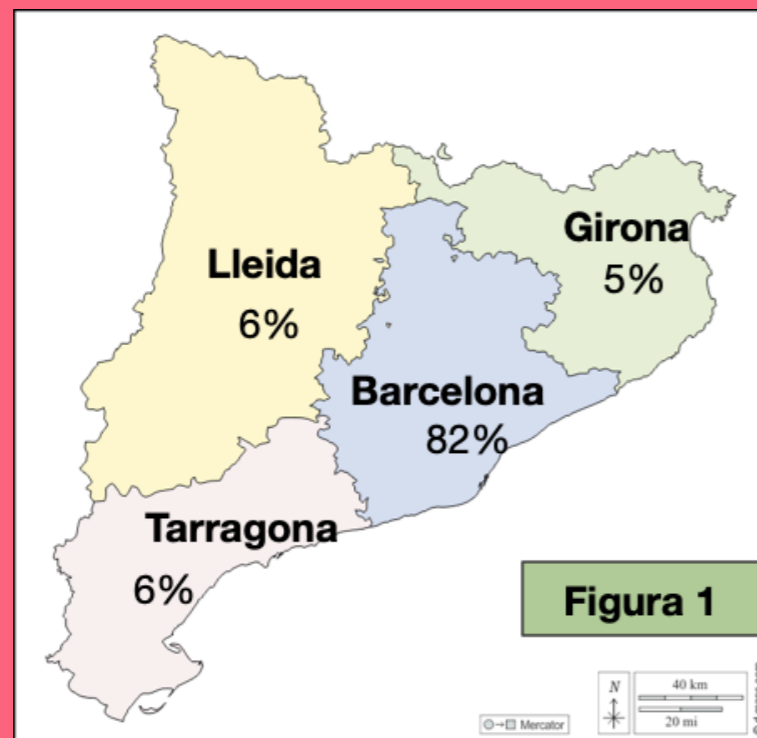 Girona
5%
Lleida
6%
Barcelona
82%
Tarragona
6%
Figura 1
N
40 km
20 mi
Mercator